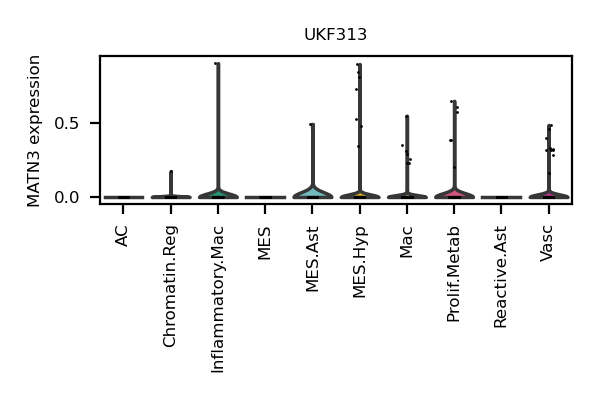 UKF313
MATN3 expression
0.5
0.0
AC
Chromatin.Reg
Inflammatory.Mac
MES
MES.Ast
MES.Hyp
Mac
Prolif.Metab
Reactive.Ast
Vasc